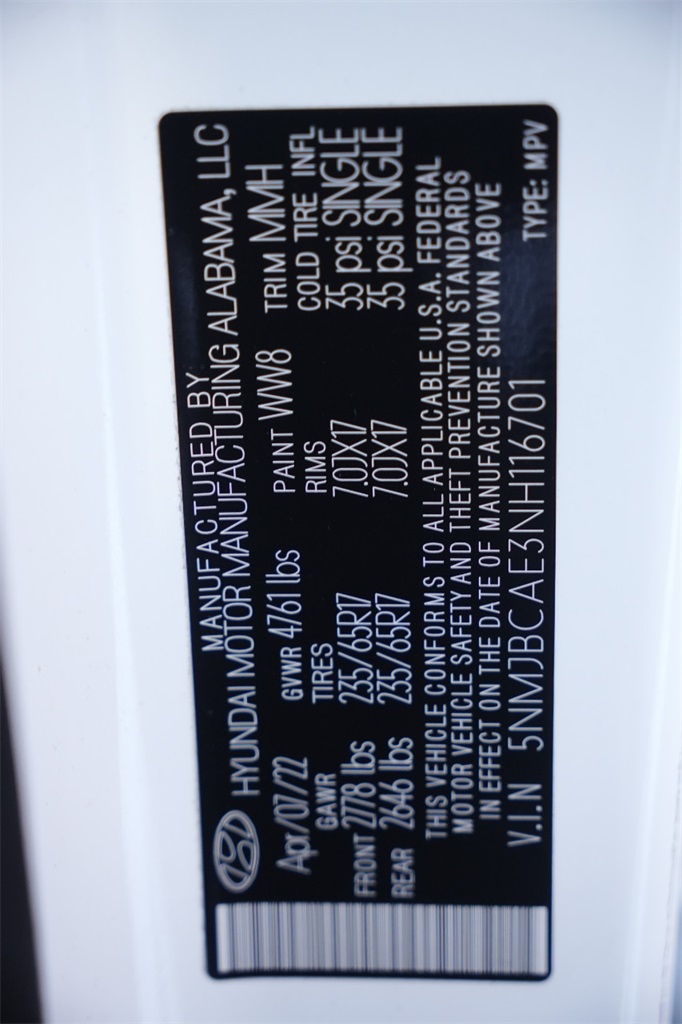 MANUFACTURED BY
HYUNDAI MOTOR MANUFACTURING ALABAMA, LLC
Apr/07/22 GVWR 4761 lbs PAINT WW8 TRIM MMH
GAWR TIRES RIMS COLD TIRE INFL
FRONT 2778 lbs 235/65R17 7.0JX17 35 psi SINGLE
REAR 2646 lbs 235/65R17 7.0JX17 35 psi SINGLE
THIS VEHICLE CONFORMS TO ALL APPLICABLE U.S.A. FEDERAL
MOTOR VEHICLE SAFETY AND THEFT PREVENTION STANDARDS
IN EFFECT ON THE DATE OF MANUFACTURE SHOWN ABOVE
V.I.N 5NMJBCAE3NH116701 TYPE: MPV